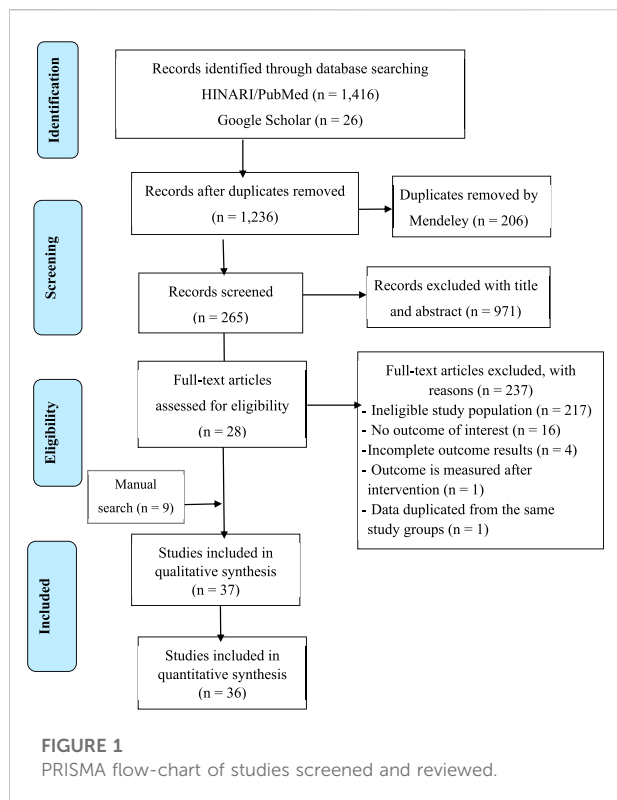 Identification
Records identified through database searching
HINARI/PubMed (n = 1,416
Google Scholar (n = 26)
Screening
Records after duplicates removed
(n = 1,236)
Duplicates removed by
Mendeley (n = 206)
Records screened
(n = 265)
Records excluded with title
and abstract (n = 971)
Eligibility
Full-text articles
assessed for eligibility
(n = 28)
Full-text articles excluded, with
reasons (n = 237)
- Ineligible study population (n = 217)
- No outcome of interest (n = 16)
-Incomplete outcome results (n = 4)
- Outcome is measured after
intervention (n = 1)
- Data duplicated from the same
study groups (n = 1)
Manual
search (n = 9)
Included
Studies included in
qualitative synthesis
(n = 37)
Studies included in
quantitative synthesis
(n = 36)
FIGURE 1
PRISMA flow-chart of studies screened and reviewed.